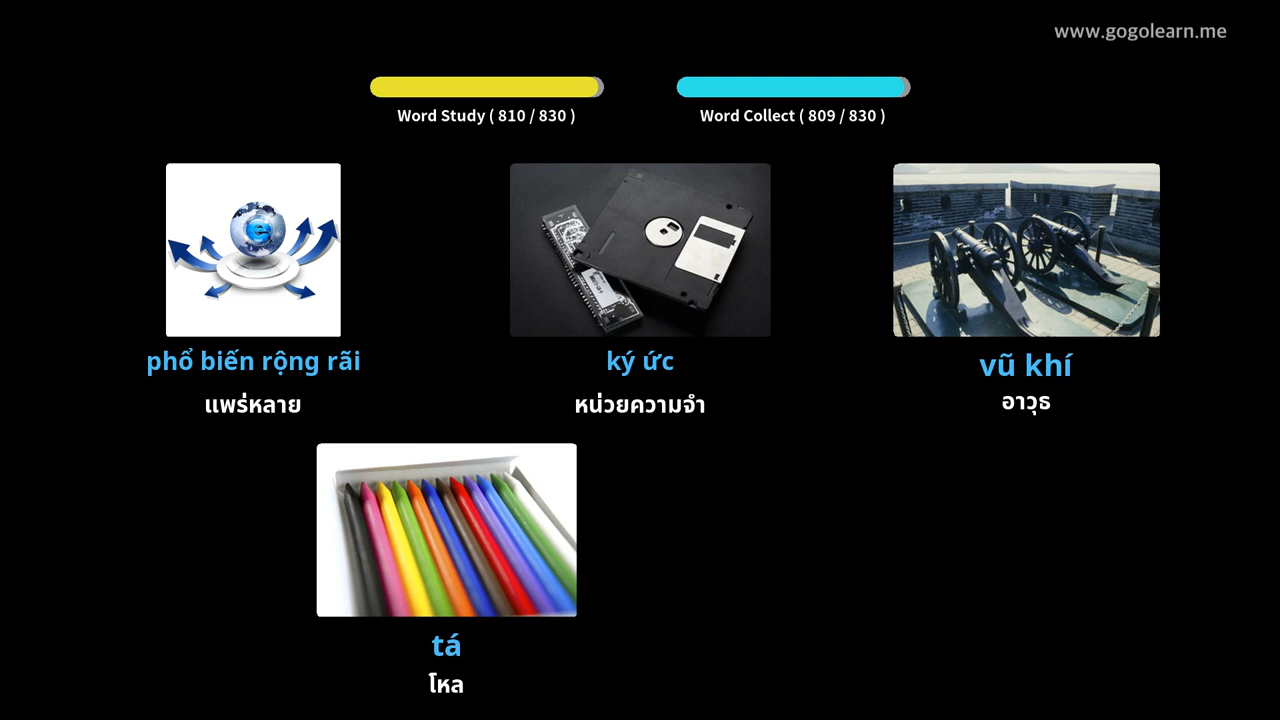 www.gogolearn.me
Word Study ( 810 / 830 )
Word Collect ( 809 / 830 )
phổ biến rộng rãi
แพร่หลาย
ký ức
หน่วยความจำ
vũ khí
อาวุธ
tá
โหล